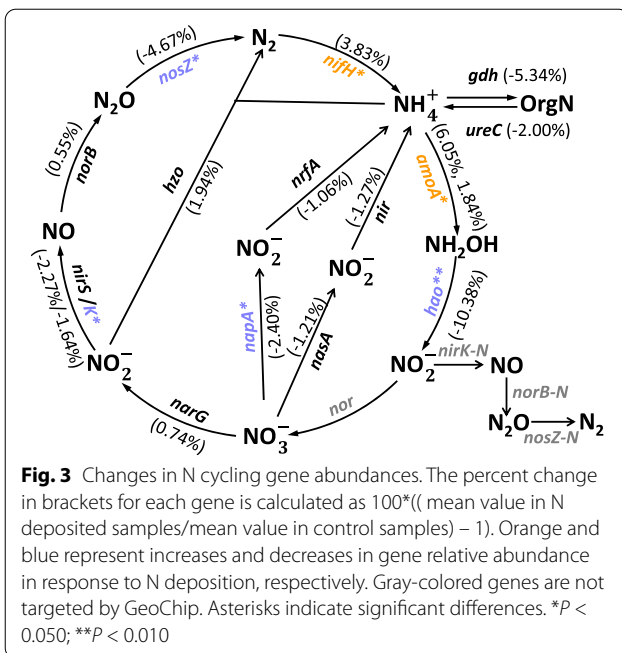 (-4.67%)
nosZ*
N₂
(3.83%)
nifH*
gdh (-5.34%)
N₂O
NH₄⁺
OrgN
ureC (-2.00%)
(0.55%)
norB
hzo
(1.94%)
nrfA
(-1.06%)
(-1.27%)
nir
(6.05%, 1.84%)
amoA*
NO
NO₂⁻
NO₂⁻
NH₂OH
nirS /K*
(-2.27%/-1.64%)
napA*
(-2.40%)
(-1.21%)
nasA
hao**
(-10.38%)
NO₂⁻
NO₂⁻
nirK-N
NO
narG
(0.74%)
NO₃⁻
nor
norB-N
N₂O
N₂
nosZ-N
Fig. 3 Changes in N cycling gene abundances. The percent change
in brackets for each gene is calculated as 100*(( mean value in N
deposited samples/mean value in control samples) – 1). Orange and
blue represent increases and decreases in gene relative abundance
in response to N deposition, respectively. Gray-colored genes are not
targeted by GeoChip. Asterisks indicate significant differences. *P <
0.050; **P < 0.010